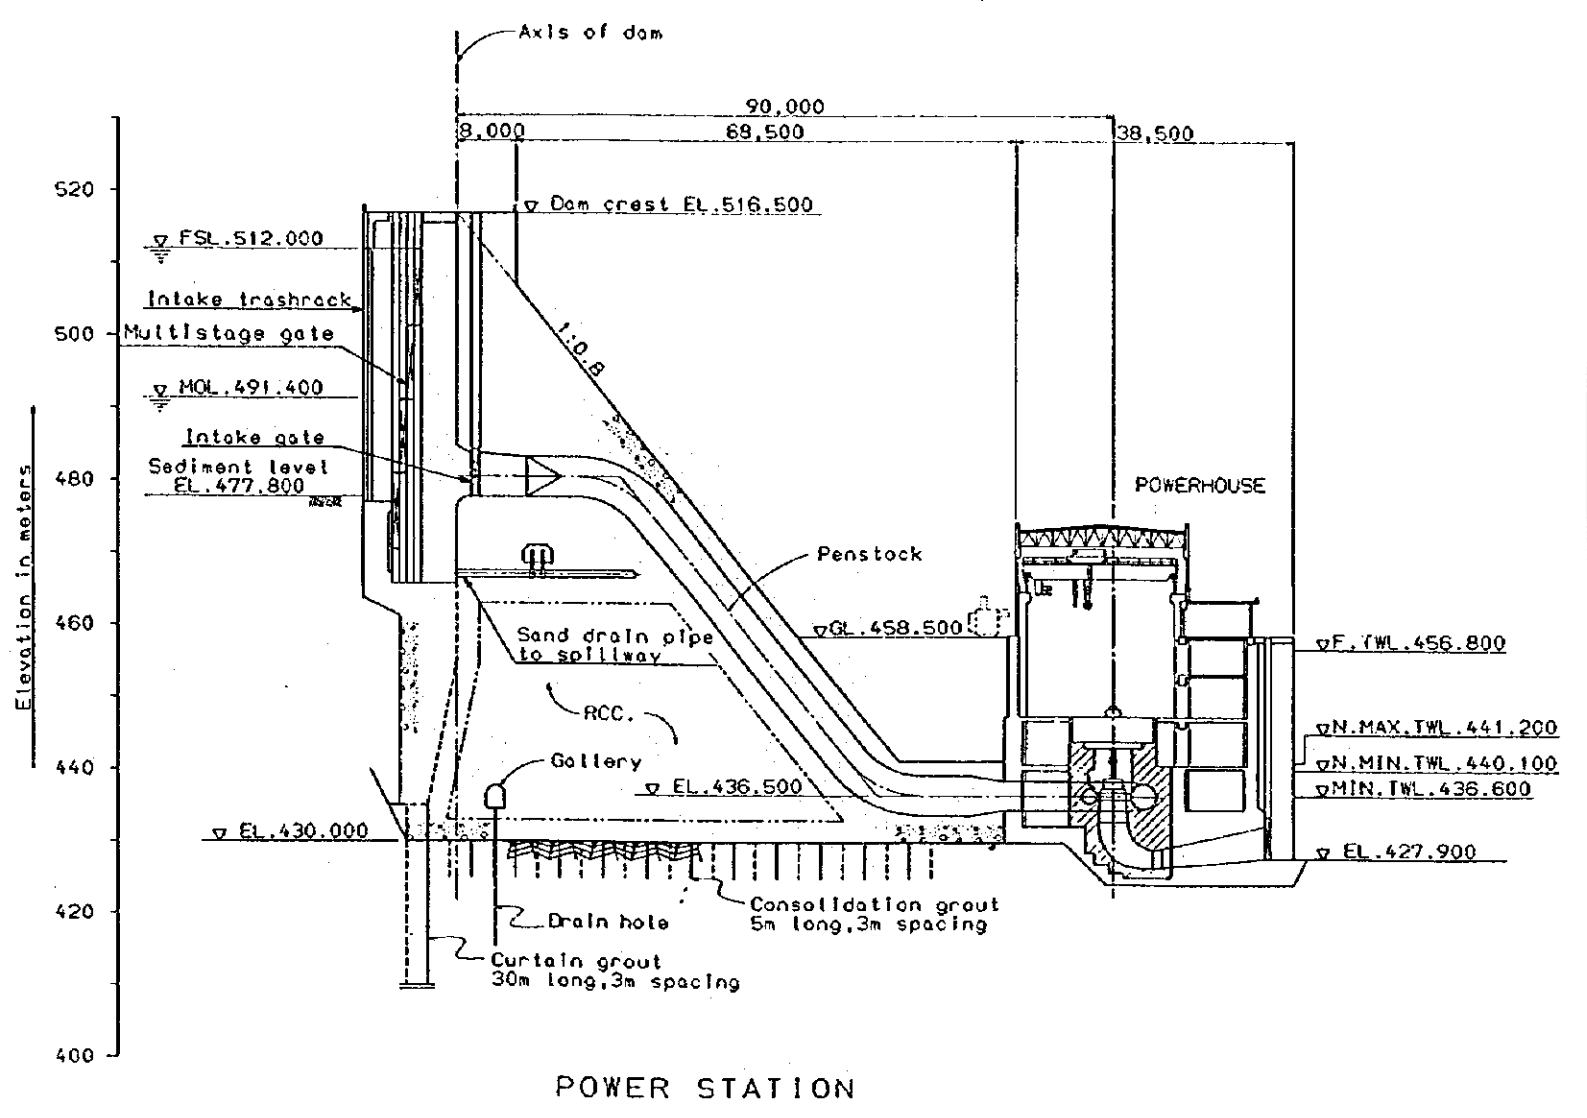 Axis of dam
90,000
8,000
68,500
38,500
520
Dam crest EL.516.500
FSL.512.000
Intake trashrack
Multistage gate
500
1:0.8
MOL.491.400
Intake gate
Sediment level
EL.477.800
480
POWERHOUSE
Elevation in meters
Penstock
460
GL.458.500
Sand drain pipe
to spillway
F.TWL.456.800
RCC.
N.MAX.TWL.441.200
Gallery
440
N.MIN.TWL.440.100
EL.436.500
MIN.TWL.436.600
EL.430.000
EL.427.900
420
Consolidation grout
5m long,3m spacing
Drain hole
Curtain grout
30m long,3m spacing
400
POWER STATION